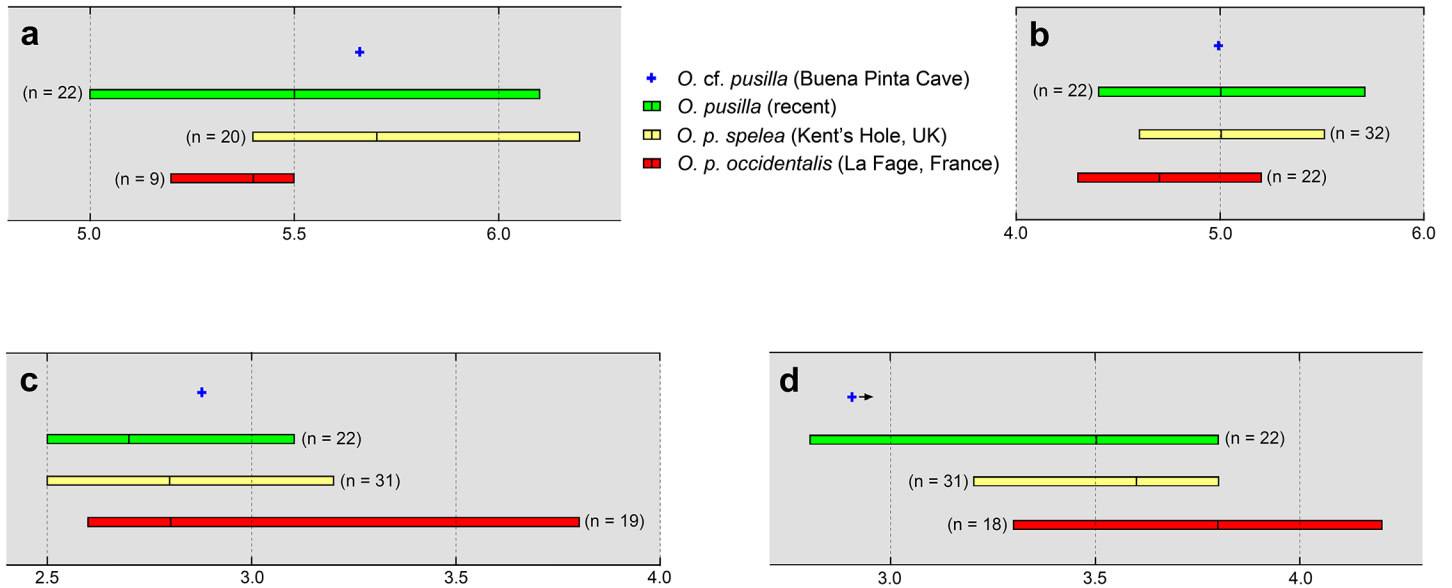 a
(n = 22)
(n = 20)
(n = 9)
5.0 5.5 6.0
O. cf. pusilla (Buena Pinta Cave)
O. pusilla (recent)
O. p. spelea (Kent's Hole, UK)
O. p. occidentalis (La Fage, France)
b
(n = 22)
(n = 32)
(n = 22)
4.0 5.0 6.0
c
(n = 22)
(n = 31)
(n = 19)
2.5 3.0 3.5 4.0
d
(n = 22)
(n = 31)
(n = 18)
3.0 3.5 4.0